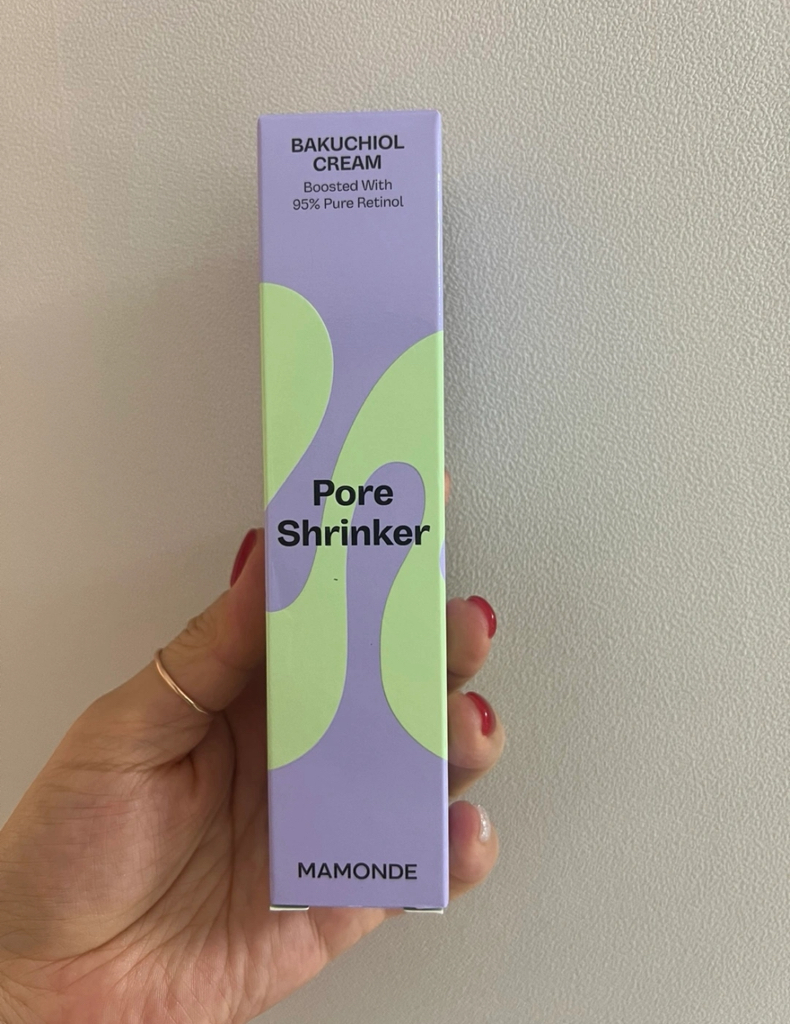 BAKUCHIOL
CREAM
Boosted With
95% Pure Retinol
Pore
Shrinker
MAMONDE